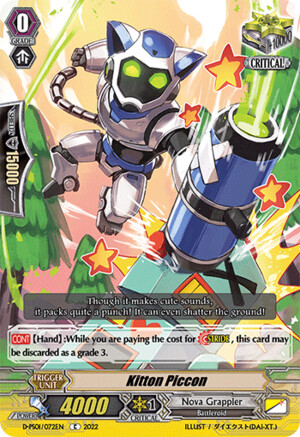 0
GRADE
+10000
CRITICAL
SHIELD
15000
Though it makes cute sounds,
it packs quite a punch! It can even shatter the ground!
CONT [Hand] :While you are paying the cost for STRIDE, this card may
be discarded as a grade 3.
TRIGGER
UNIT
Kitton Piccon
POWER
4000
1
CRITICAL
Nova Grappler
Battleroid
D-PS01/072EN C 2022
ILLUST / ダイエクスト(DAI-XT.)